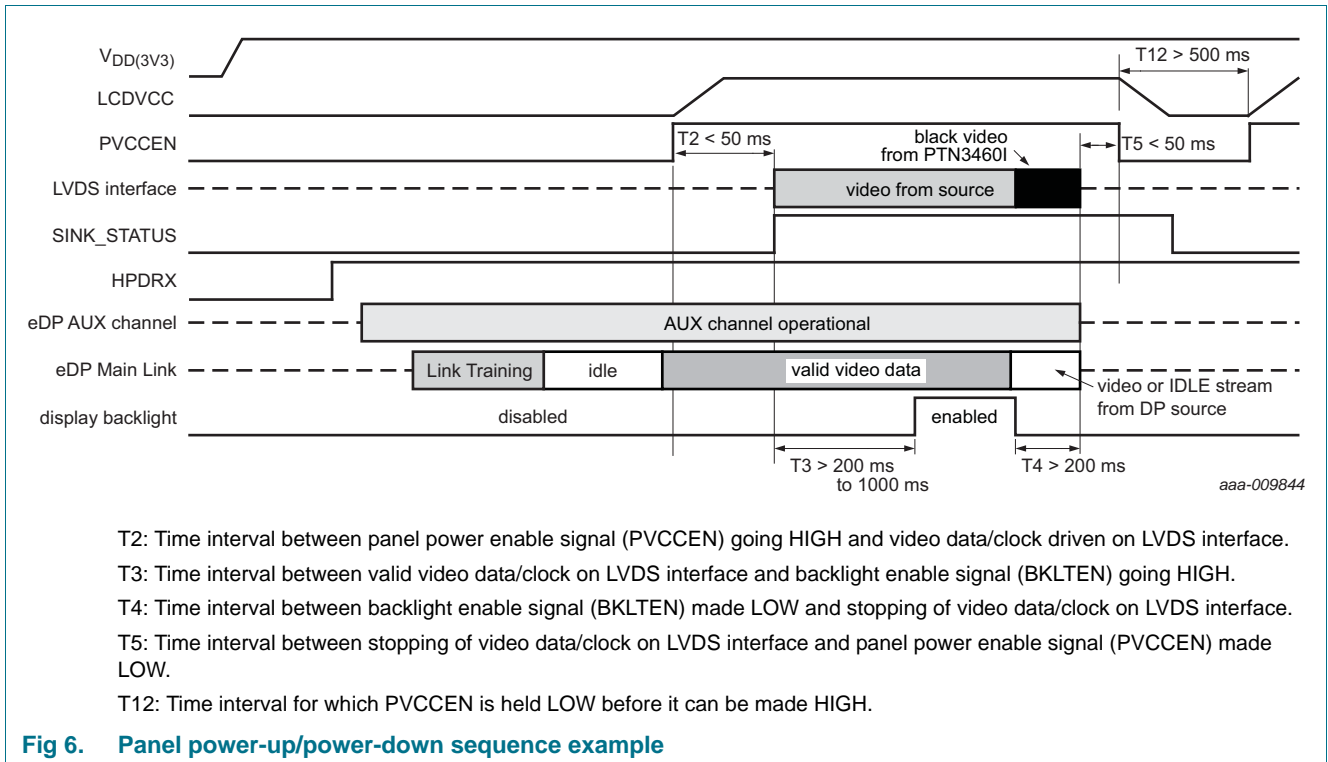 VDD(3V3)
T12 > 500 ms
LCDVCC
PVCCEN
T2 < 50 ms
black video
from PTN3460I
T5 < 50 ms
LVDS interface
video from source
SINK_STATUS
HPDRX
eDP AUX channel
AUX channel operational
eDP Main Link
Link Training
idle
valid video data
video or IDLE stream
from DP source
display backlight
disabled
enabled
T3 > 200 ms
to 1000 ms
T4 > 200 ms
aaa-009844
T2: Time interval between panel power enable signal (PVCCEN) going HIGH and video data/clock driven on LVDS interface.
T3: Time interval between valid video data/clock on LVDS interface and backlight enable signal (BKLTEN) going HIGH.
T4: Time interval between backlight enable signal (BKLTEN) made LOW and stopping of video data/clock on LVDS interface.
T5: Time interval between stopping of video data/clock on LVDS interface and panel power enable signal (PVCCEN) made
LOW.
T12: Time interval for which PVCCEN is held LOW before it can be made HIGH.
Fig 6. Panel power-up/power-down sequence example